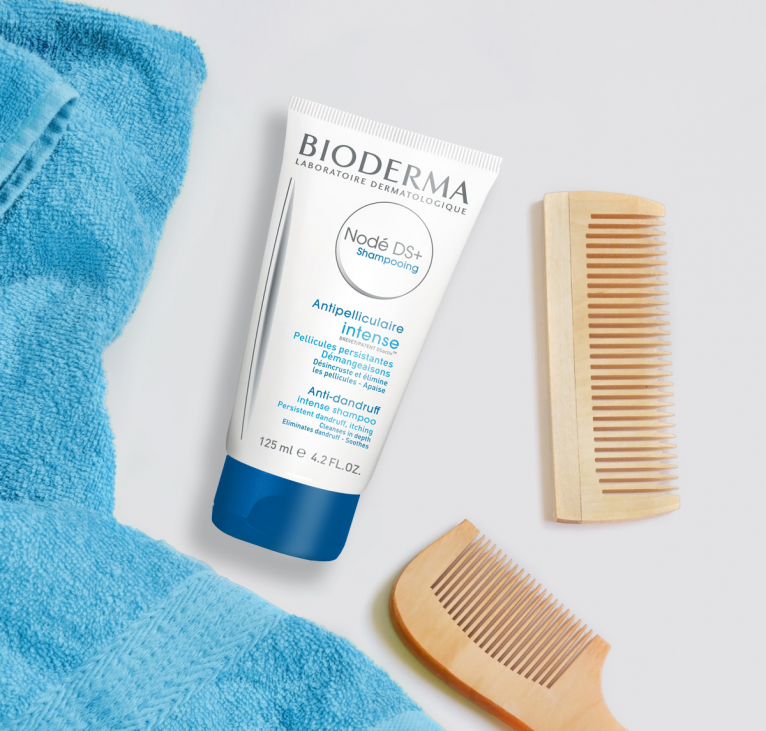 BIODERMA
LABORATOIRE DERMATOLOGIQUE
Nodé DS+
Shampooing
Antipelliculaire
intense
Pellicules persistantes
Démangeaisons
Désincruste et élimine
les pellicules - Apaise
Anti-dandruff
intense shampoo
Persistent dandruff, itching
Cleanses in depth
Eliminates dandruff - Soothes
125 ml ℮ 4.2 FL.OZ.